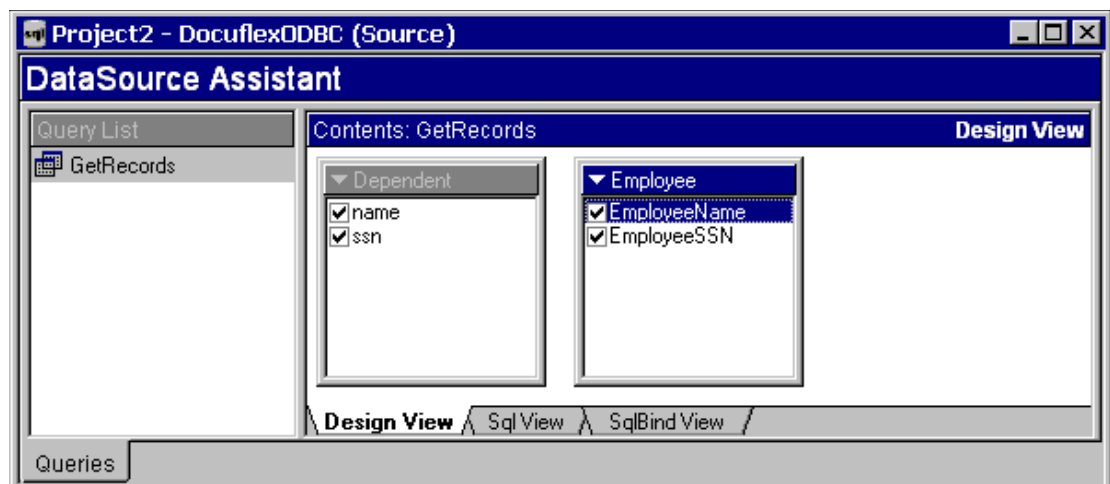 sql Project2 - DocuflexODBC (Source)
DataSource Assistant
Query List
GetRecords
Contents: GetRecords Design View
Dependent
name
ssn
Employee
EmployeeName
EmployeeSSN
Design View Sql View SqlBind View
Queries